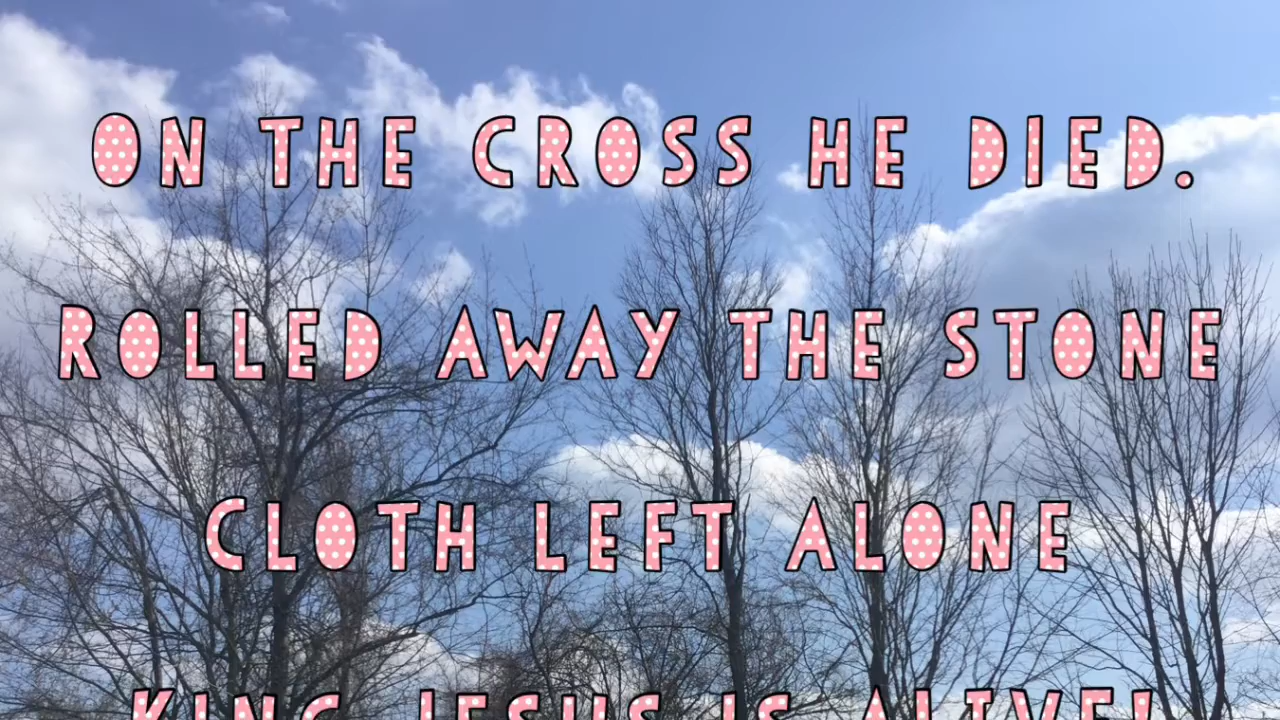 ON THE CROSS HE DIED.
ROLLED AWAY THE STONE
CLOTH LEFT ALONE
KING JESUS IS ALIVE!